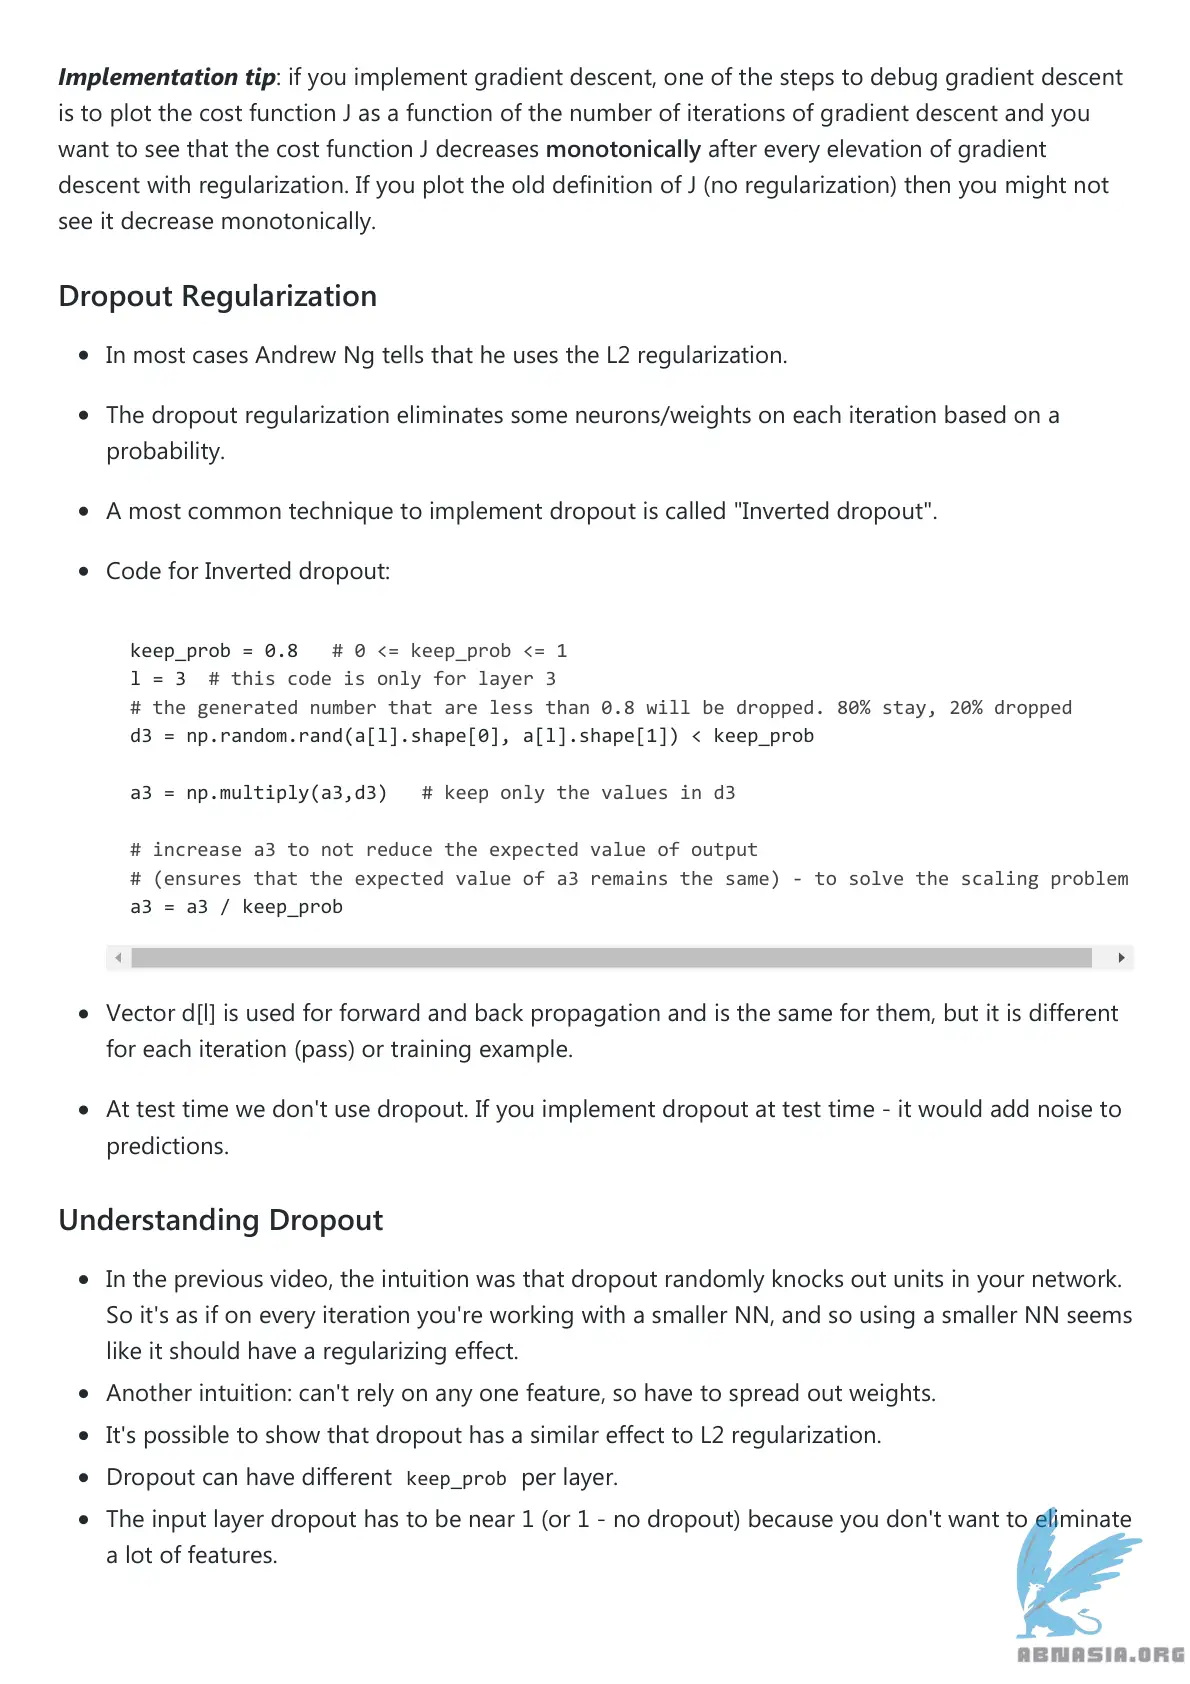 Implementation tip: if you implement gradient descent, one of the steps to debug gradient descent
is to plot the cost function J as a function of the number of iterations of gradient descent and you
want to see that the cost function J decreases monotonically after every elevation of gradient
descent with regularization. If you plot the old definition of J (no regularization) then you might not
see it decrease monotonically.
Dropout Regularization
• In most cases Andrew Ng tells that he uses the L2 regularization.
• The dropout regularization eliminates some neurons/weights on each iteration based on a
probability.
• A most common technique to implement dropout is called "Inverted dropout".
• Code for Inverted dropout:
keep_prob = 0.8   # 0 <= keep_prob <= 1
l = 3  # this code is only for layer 3
# the generated number that are less than 0.8 will be dropped. 80% stay, 20% dropped
d3 = np.random.rand(a[l].shape[0], a[l].shape[1]) < keep_prob
a3 = np.multiply(a3,d3)   # keep only the values in d3
# increase a3 to not reduce the expected value of output
# (ensures that the expected value of a3 remains the same) - to solve the scaling problem
a3 = a3 / keep_prob
• Vector d[l] is used for forward and back propagation and is the same for them, but it is different
for each iteration (pass) or training example.
• At test time we don't use dropout. If you implement dropout at test time - it would add noise to
predictions.
Understanding Dropout
• In the previous video, the intuition was that dropout randomly knocks out units in your network.
So it's as if on every iteration you're working with a smaller NN, and so using a smaller NN seems
like it should have a regularizing effect.
• Another intuition: can't rely on any one feature, so have to spread out weights.
• It's possible to show that dropout has a similar effect to L2 regularization.
• Dropout can have different keep_prob per layer.
• The input layer dropout has to be near 1 (or 1 - no dropout) because you don't want to eliminate
a lot of features.
ABNASIA.ORG